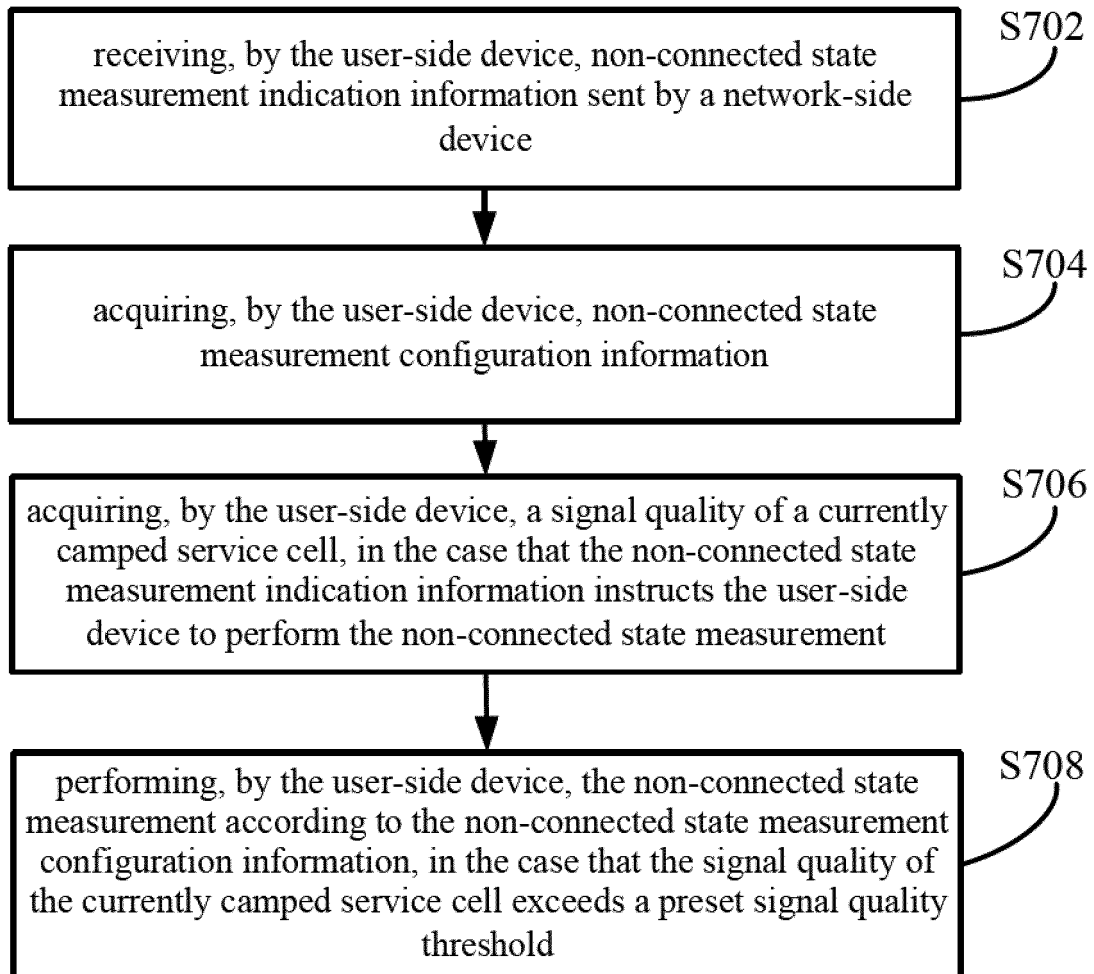 receiving, by the user-side device, non-connected state
measurement indication information sent by a network-side
device
S702
acquiring, by the user-side device, non-connected state
measurement configuration information
S704
acquiring, by the user-side device, a signal quality of a currently
camped service cell, in the case that the non-connected state
measurement indication information instructs the user-side
device to perform the non-connected state measurement
S706
performing, by the user-side device, the non-connected state
measurement according to the non-connected state measurement
configuration information, in the case that the signal quality of
the currently camped service cell exceeds a preset signal quality
threshold
S708